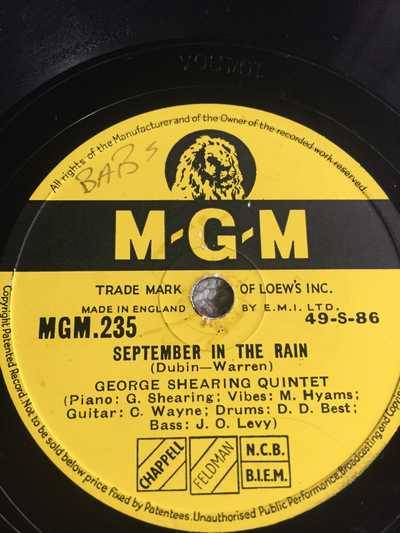 VOLUME 1
All rights of the Manufacturer and of the Owner of the recorded work reserved.
BABS
M-G-M
TRADE MARK OF LOEW'S INC.
MADE IN ENGLAND BY E.M.I. LTD.
MGM.235 49-S-86
SEPTEMBER IN THE RAIN
(Dubin—Warren)
GEORGE SHEARING QUINTET
(Piano: G. Shearing; Vibes: M. Hyams;
Guitar: C. Wayne; Drums: D. D. Best;
Bass: J. O. Levy)
CHAPPELL
FELDMAN
N.C.B.
B.I.E.M.
Copyright. Patented Record. Not to be sold below price fixed by Patentees. Unauthorised Public Performance, Broadcasting and